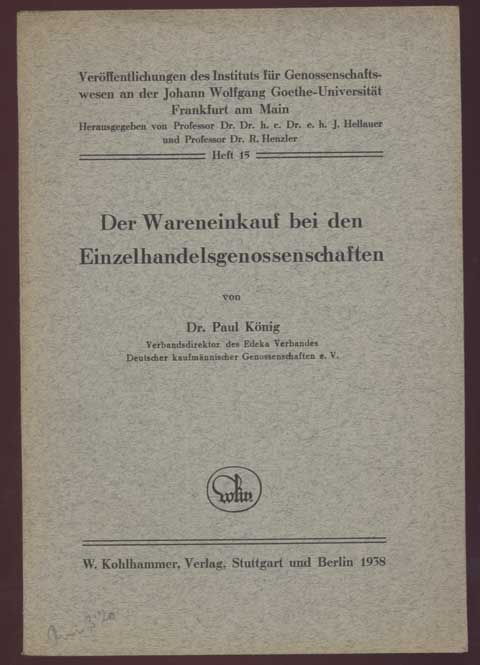 Veröffentlichungen des Instituts für Genossenschafts-
wesen an der Johann Wolfgang Goethe-Universität
Frankfurt am Main
Herausgegeben von Professor Dr. Dr. h. c. Dr. e. h. J. Hellauer
und Professor Dr. R. Henzler
Heft 15
Der Wareneinkauf bei den
Einzelhandelsgenossenschaften
von
Dr. Paul König
Verbandsdirektor des Edeka Verbandes
Deutscher kaufmännischer Genossenschaften e. V.
W. Kohlhammer, Verlag, Stuttgart und Berlin 1938